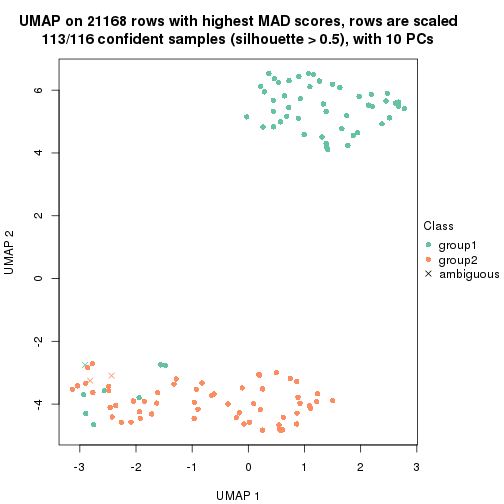 UMAP on 21168 rows with highest MAD scores, rows are scaled
113/116 confident samples (silhouette > 0.5), with 10 PCs
6
4
2
0
-2
-4
UMAP 2
-3
-2
-1
0
1
2
3
UMAP 1
Class
group1
group2
ambiguous